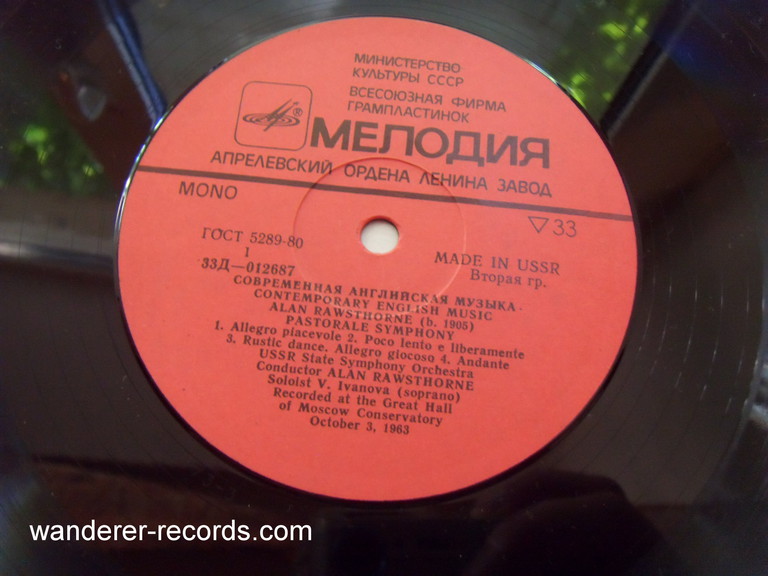 МИНИСТЕРСТВО
КУЛЬТУРЫ СССР
ВСЕСОЮЗНАЯ ФИРМА
ГРАМПЛАСТИНОК
®
МЕЛОДИЯ
АПРЕЛЕВСКИЙ ОРДЕНА ЛЕНИНА ЗАВОД
MONO
▽33
ГОСТ 5289-80
1
33Д—012687
MADE IN USSR
Вторая гр.
СОВРЕМЕННАЯ АНГЛИЙСКАЯ МУЗЫКА
CONTEMPORARY ENGLISH MUSIC
ALAN RAWSTHORNE (b. 1905)
PASTORALE SYMPHONY
1. Allegro piacevole 2. Poco lento e liberamente
3. Rustic dance. Allegro giocoso 4. Andante
USSR State Symphony Orchestra
Conductor ALAN RAWSTHORNE
Soloist V. Ivanova (soprano)
Recorded at the Great Hall
of Moscow Conservatory
October 3, 1963
wanderer-records.com